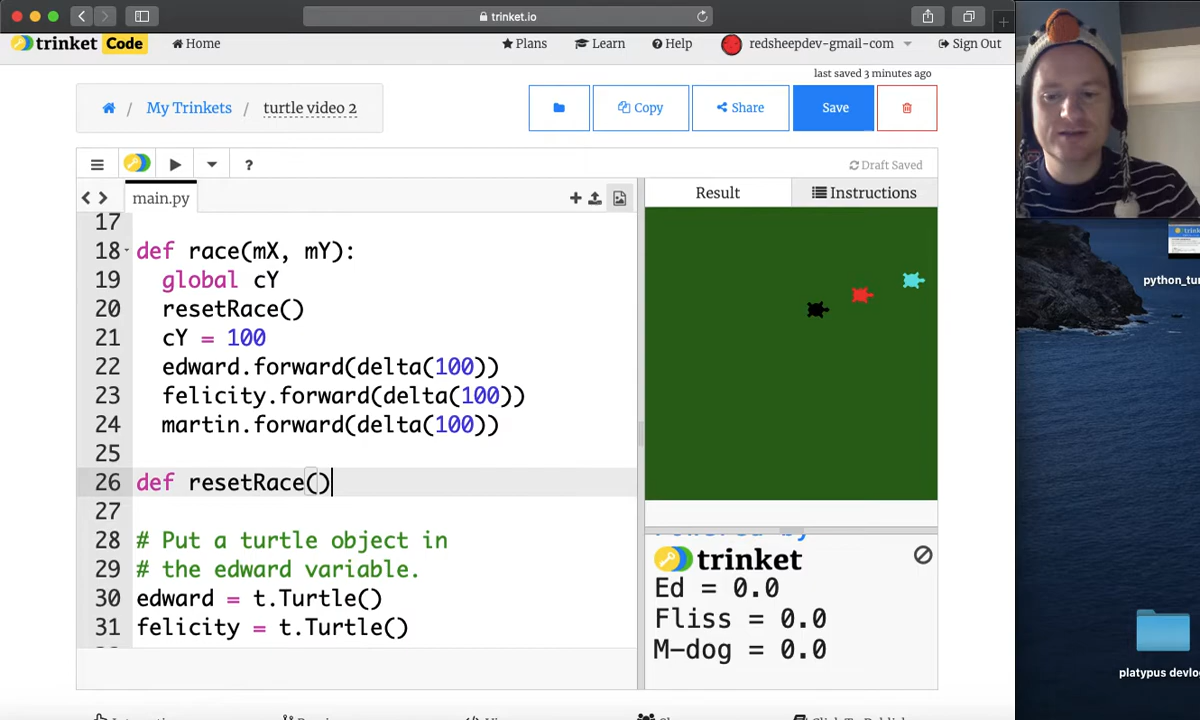 trinket.io
trinket Code Home Plans Learn Help redsheepdev-gmail-com Sign Out
last saved 3 minutes ago
/ My Trinkets / turtle video 2 Copy Share Save
? Draft Saved
main.py Result Instructions
17
18 def race(mX, mY):
19 global cY
20 resetRace()
21 cY = 100
22 edward.forward(delta(100))
23 felicity.forward(delta(100))
24 martin.forward(delta(100))
25
26 def resetRace()
27
28 # Put a turtle object in
29 # the edward variable.
30 edward = t.Turtle()
31 felicity = t.Turtle()
Powered by
trinket
Ed = 0.0
Fliss = 0.0
M-dog = 0.0
platypus devlo